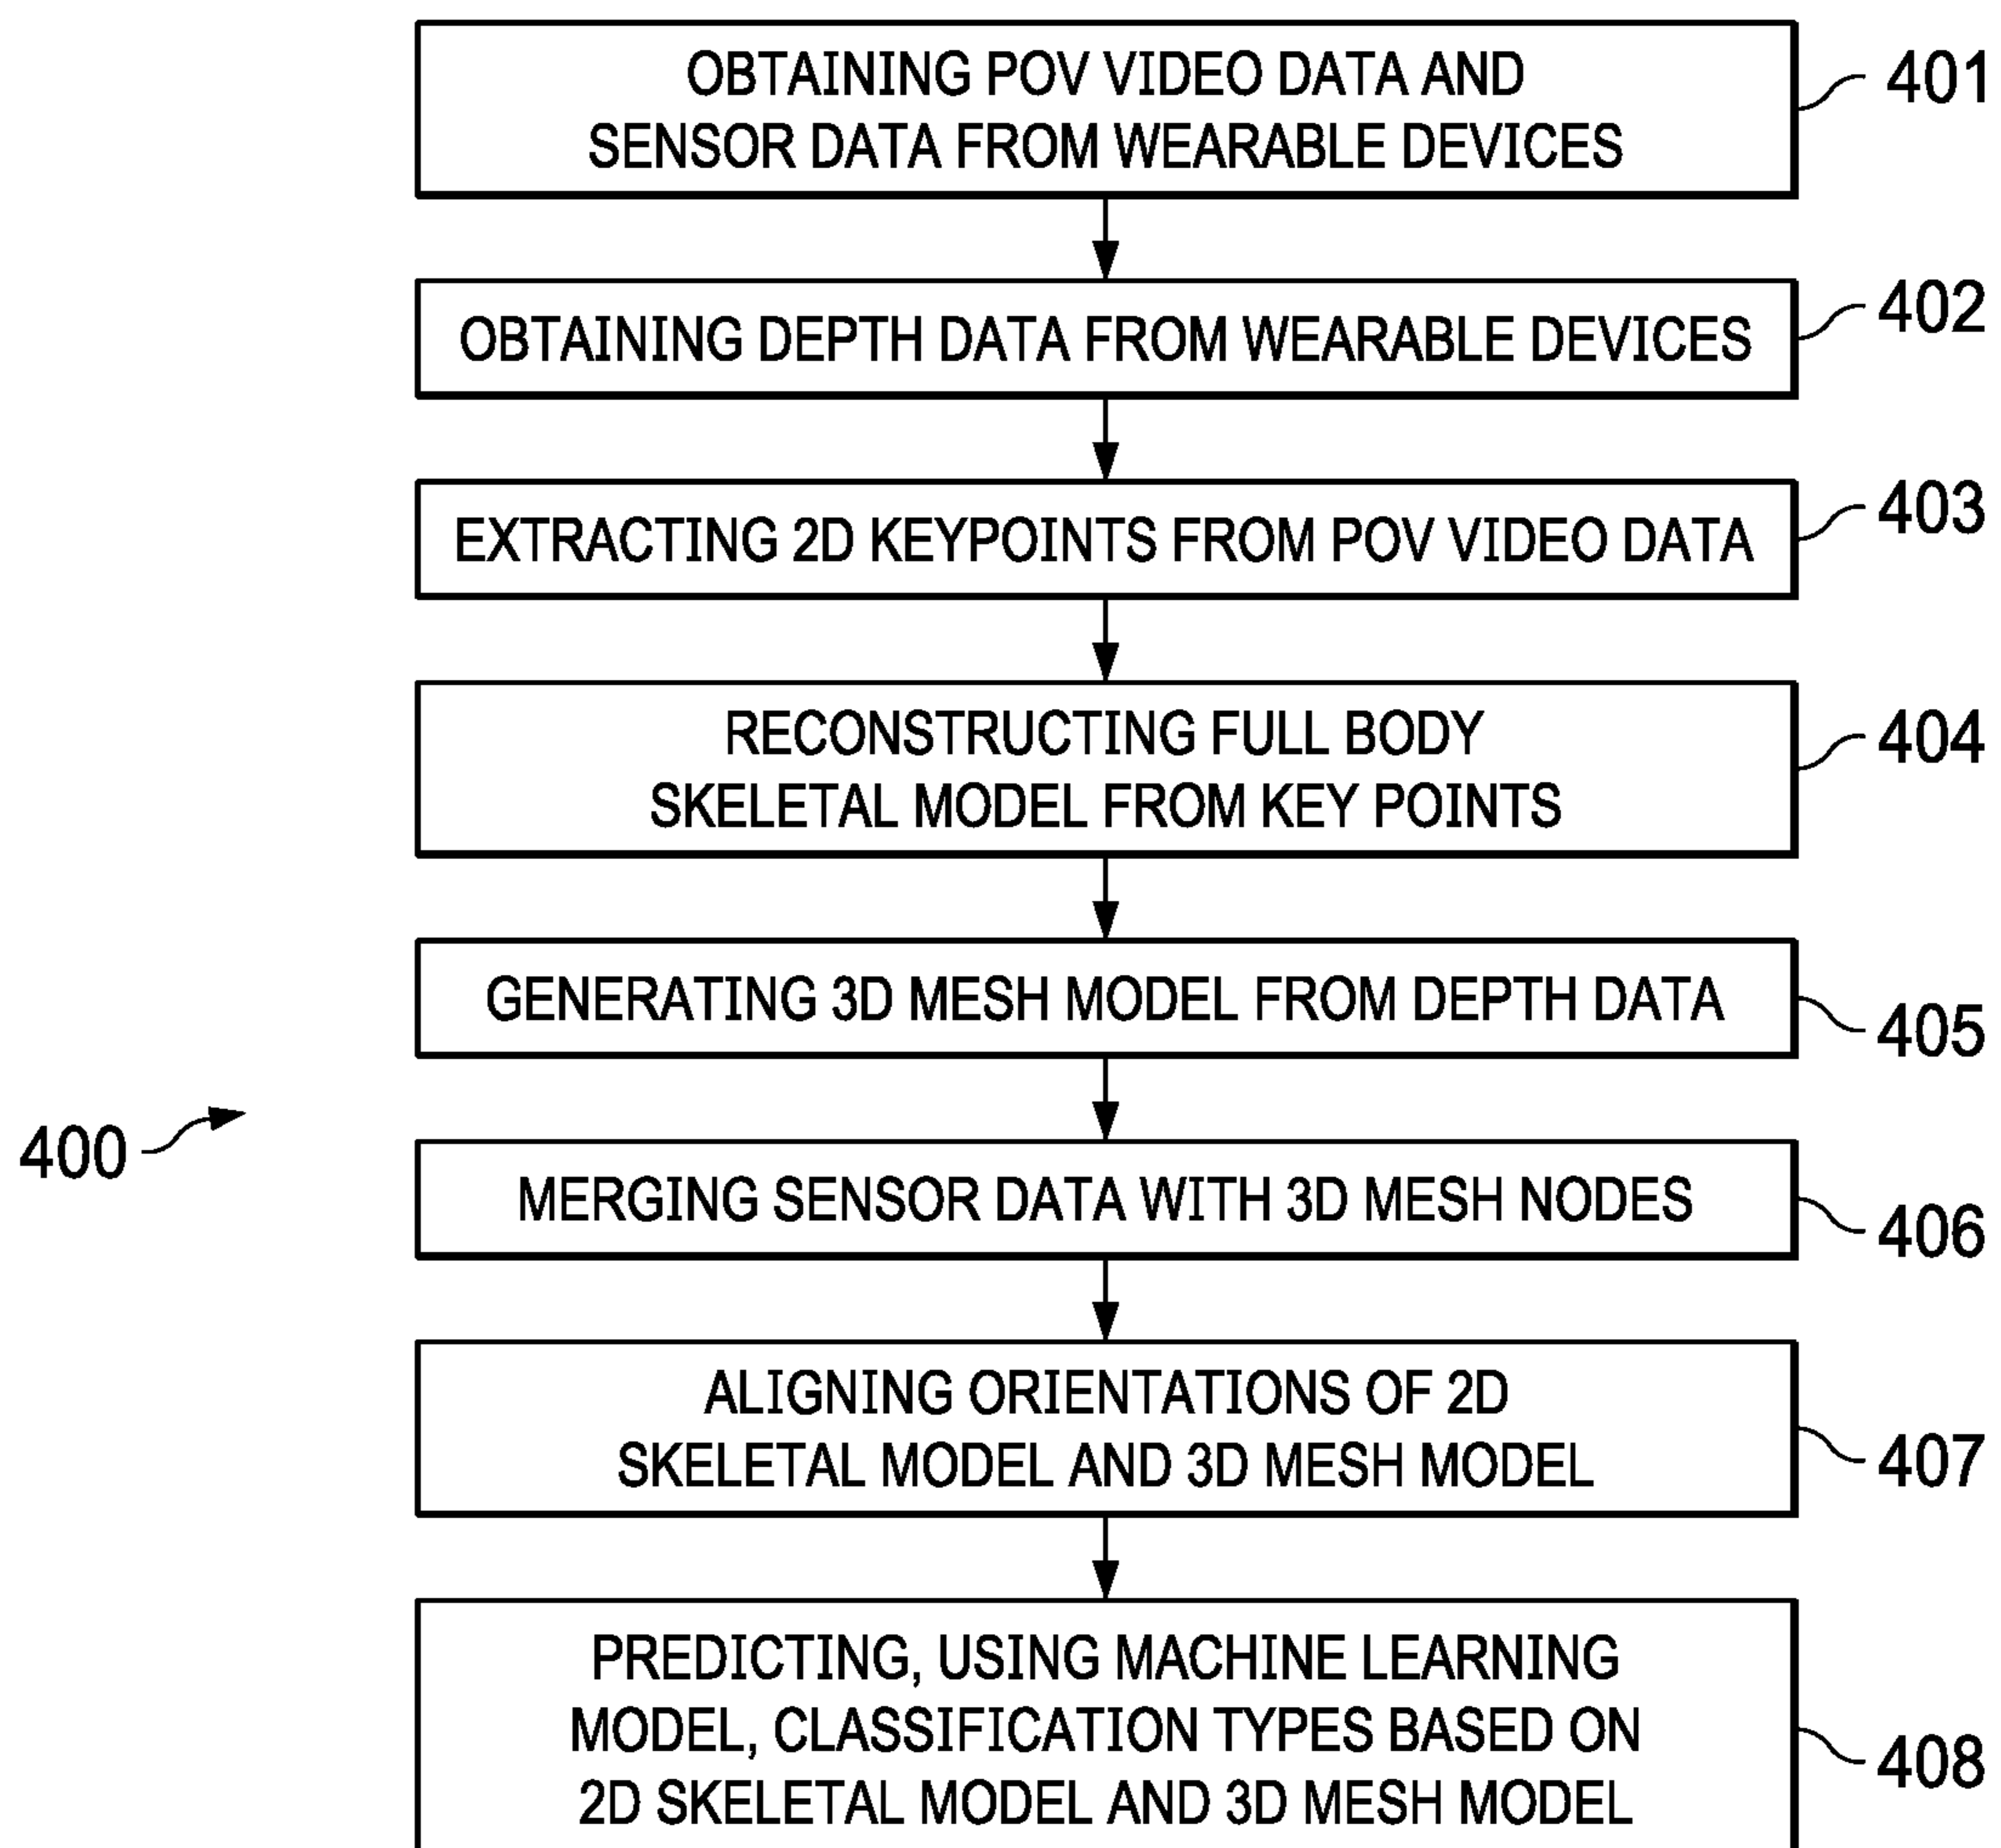 OBTAINING POV VIDEO DATA AND
SENSOR DATA FROM WEARABLE DEVICES
401
OBTAINING DEPTH DATA FROM WEARABLE DEVICES
402
EXTRACTING 2D KEYPOINTS FROM POV VIDEO DATA
403
RECONSTRUCTING FULL BODY
SKELETAL MODEL FROM KEY POINTS
404
GENERATING 3D MESH MODEL FROM DEPTH DATA
405
400
MERGING SENSOR DATA WITH 3D MESH NODES
406
ALIGNING ORIENTATIONS OF 2D
SKELETAL MODEL AND 3D MESH MODEL
407
PREDICTING, USING MACHINE LEARNING
MODEL, CLASSIFICATION TYPES BASED ON
2D SKELETAL MODEL AND 3D MESH MODEL
408